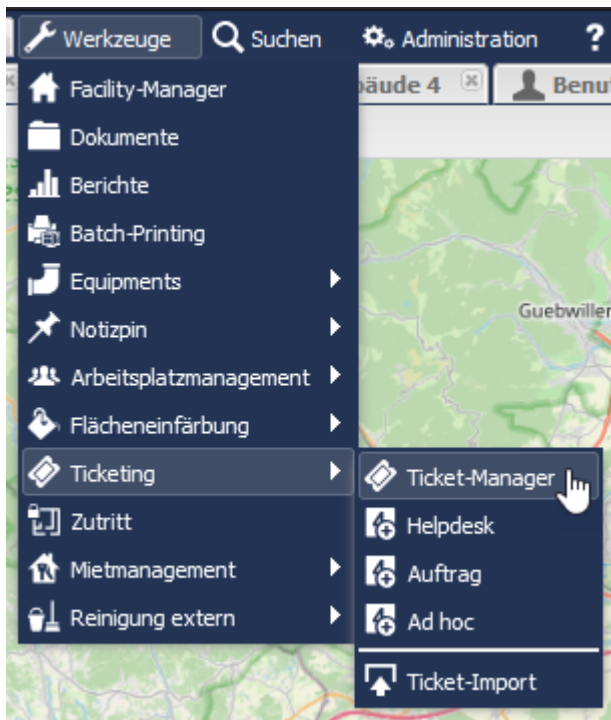 Werkzeuge Suchen Administration ?
äude 4 Benu
Facility-Manager
Dokumente
Berichte
Batch-Printing
Equipments
Notizpin
Arbeitsplatzmanagement
Flächeneinfärbung
Ticketing
Zutritt
Mietmanagement
Reinigung extern
Guebwiller
Ticket-Manager
Helpdesk
Auftrag
Ad hoc
Ticket-Import